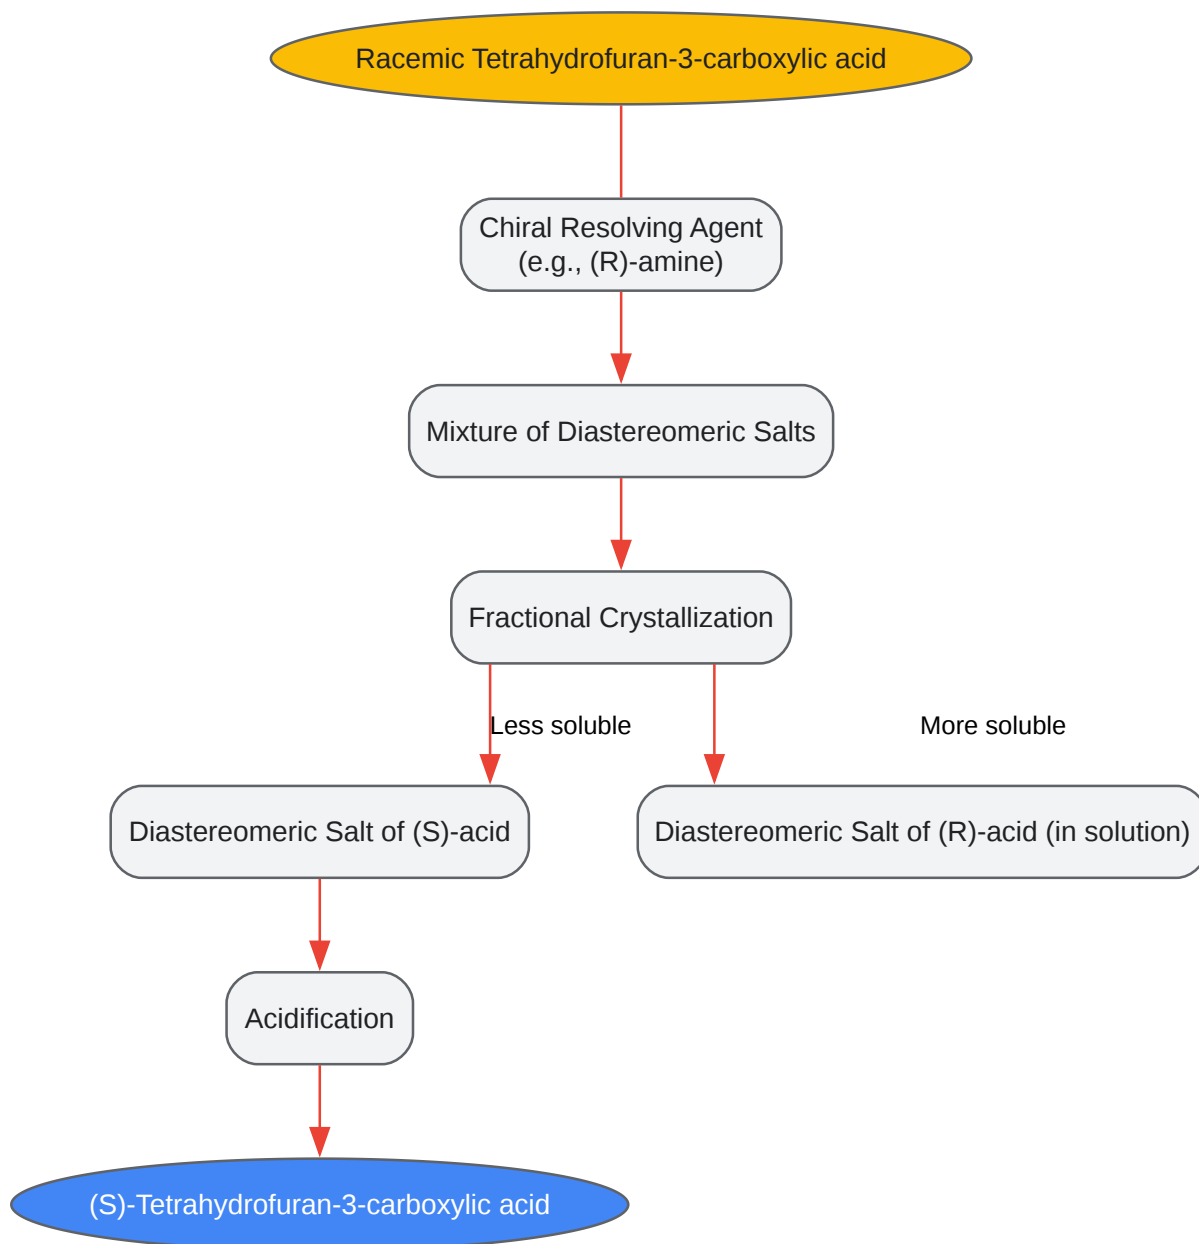 Racemic Tetrahydrofuran-3-carboxylic acid
Chiral Resolving Agent
(e.g., (R)-amine)
Mixture of Diastereomeric Salts
Fractional Crystallization
Less soluble
More soluble
Diastereomeric Salt of (S)-acid
Diastereomeric Salt of (R)-acid (in solution)
Acidification
(S)-Tetrahydrofuran-3-carboxylic acid